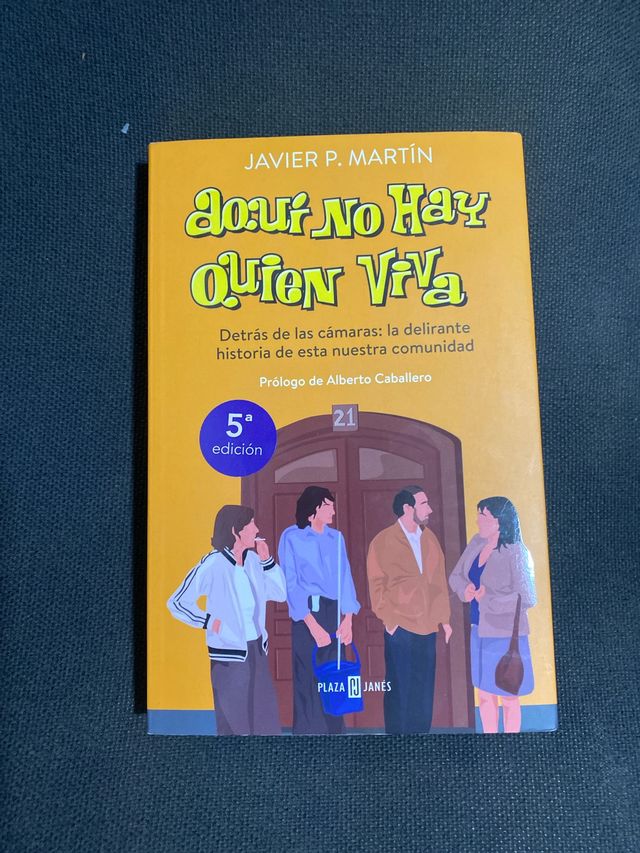 JAVIER P. MARTÍN
aquí No Hay
Quien Viva
Detrás de las cámaras: la delirante
historia de esta nuestra comunidad
Prólogo de Alberto Caballero
5ª
edición
21
PLAZA PJ JANÉS